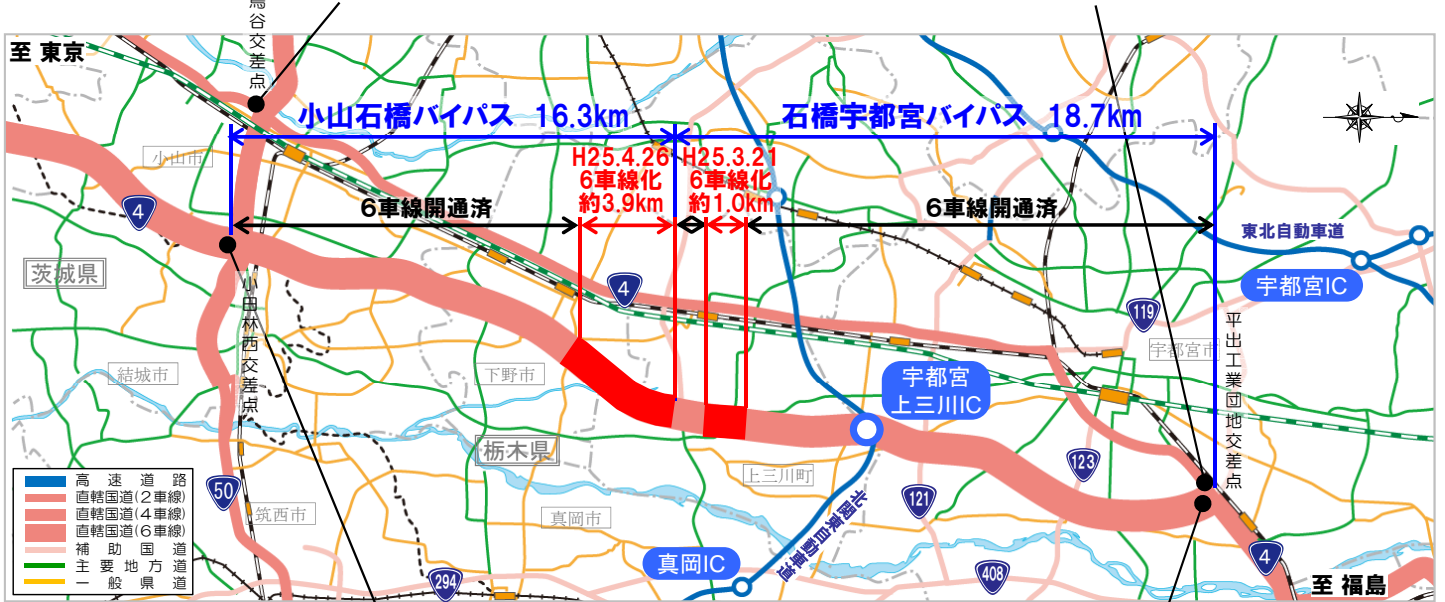 鳥谷交差点
至 東京
小山石橋バイパス 16.3km
石橋宇都宮バイパス 18.7km
小山市
H25.4.26
6車線化
約3.9km
H25.3.21
6車線化
約1.0km
4
6車線開通済
6車線開通済
東北自動車道
茨城県
宇都宮IC
小田林西交差点
4
119
平出工業団地交差点
宇都宮市
結城市
下野市
宇都宮
上三川IC
栃木県
上三川町
123
高速道路
直轄国道(2車線)
直轄国道(4車線)
直轄国道(6車線)
補助国道
主要地方道
一般県道
50
筑西市
真岡市
北関東自動車道
121
真岡IC
294
408
4
至 福島